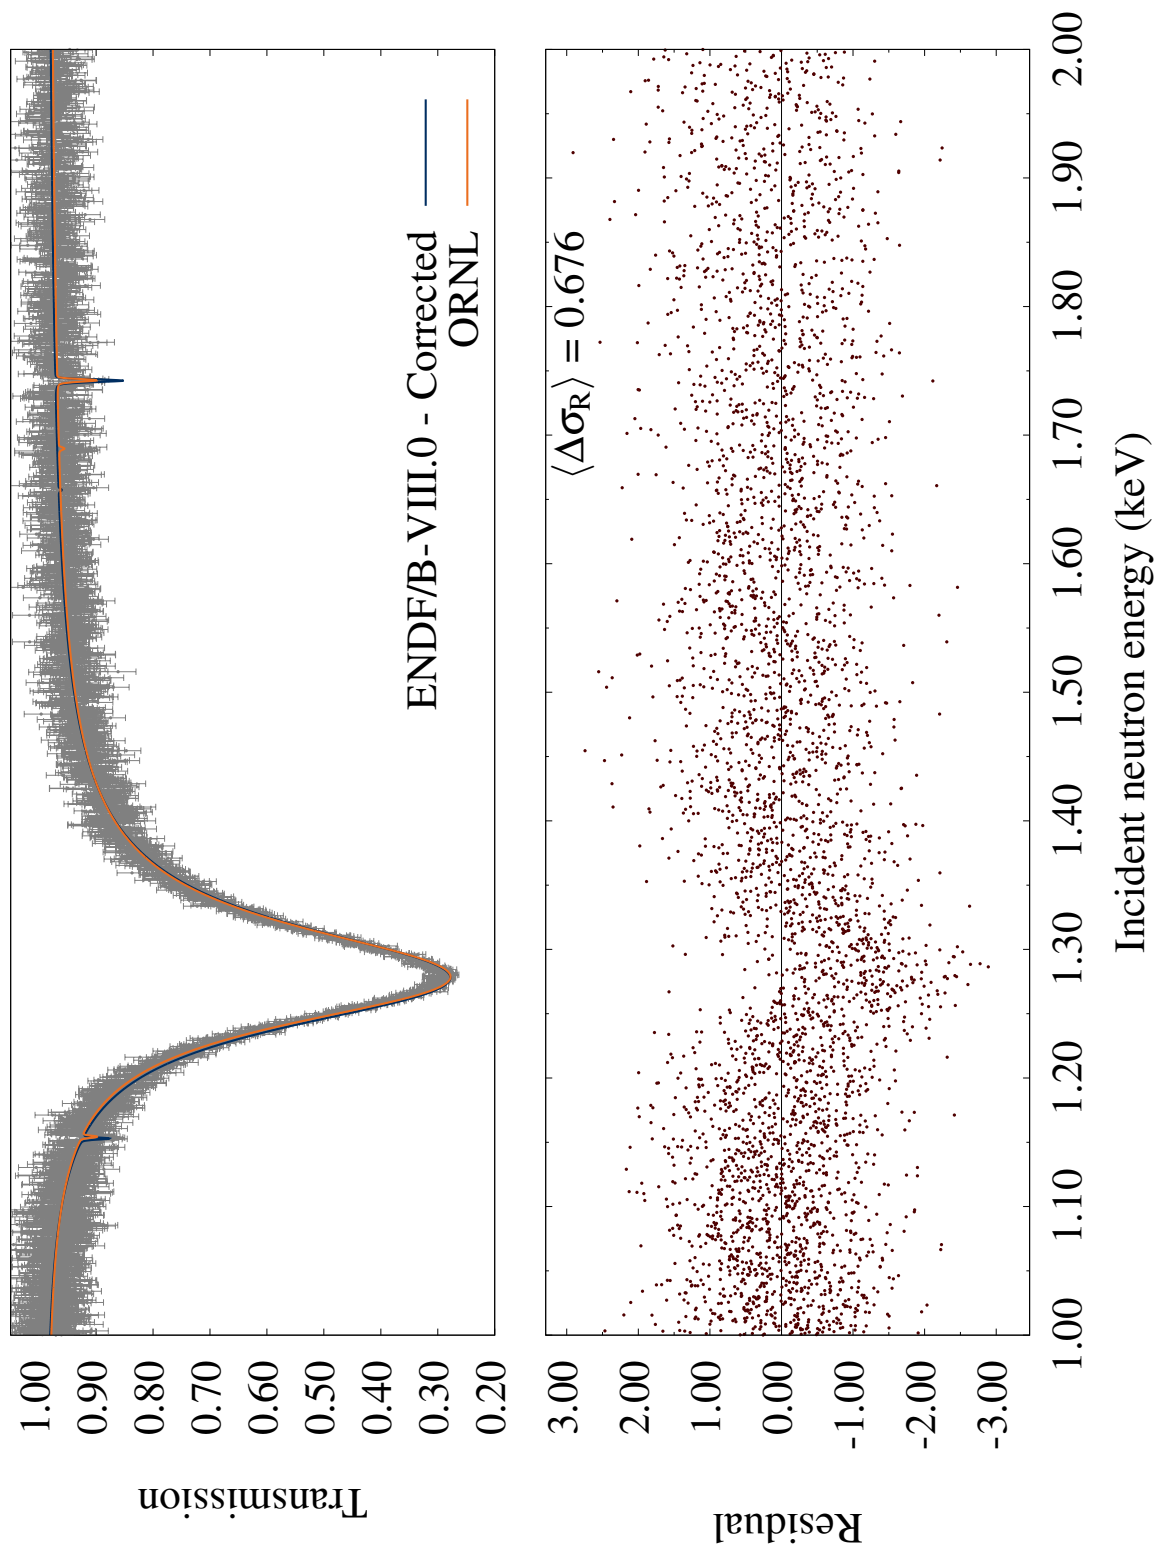 Transmission
1.00
0.90
0.80
0.70
0.60
0.50
0.40
0.30
0.20
ENDF/B-VIII.0 - Corrected
ORNL
Residual
3.00
2.00
1.00
0.00
-1.00
-2.00
-3.00
⟨Δσ_R⟩ = 0.676
1.00 1.10 1.20 1.30 1.40 1.50 1.60 1.70 1.80 1.90 2.00
Incident neutron energy (keV)